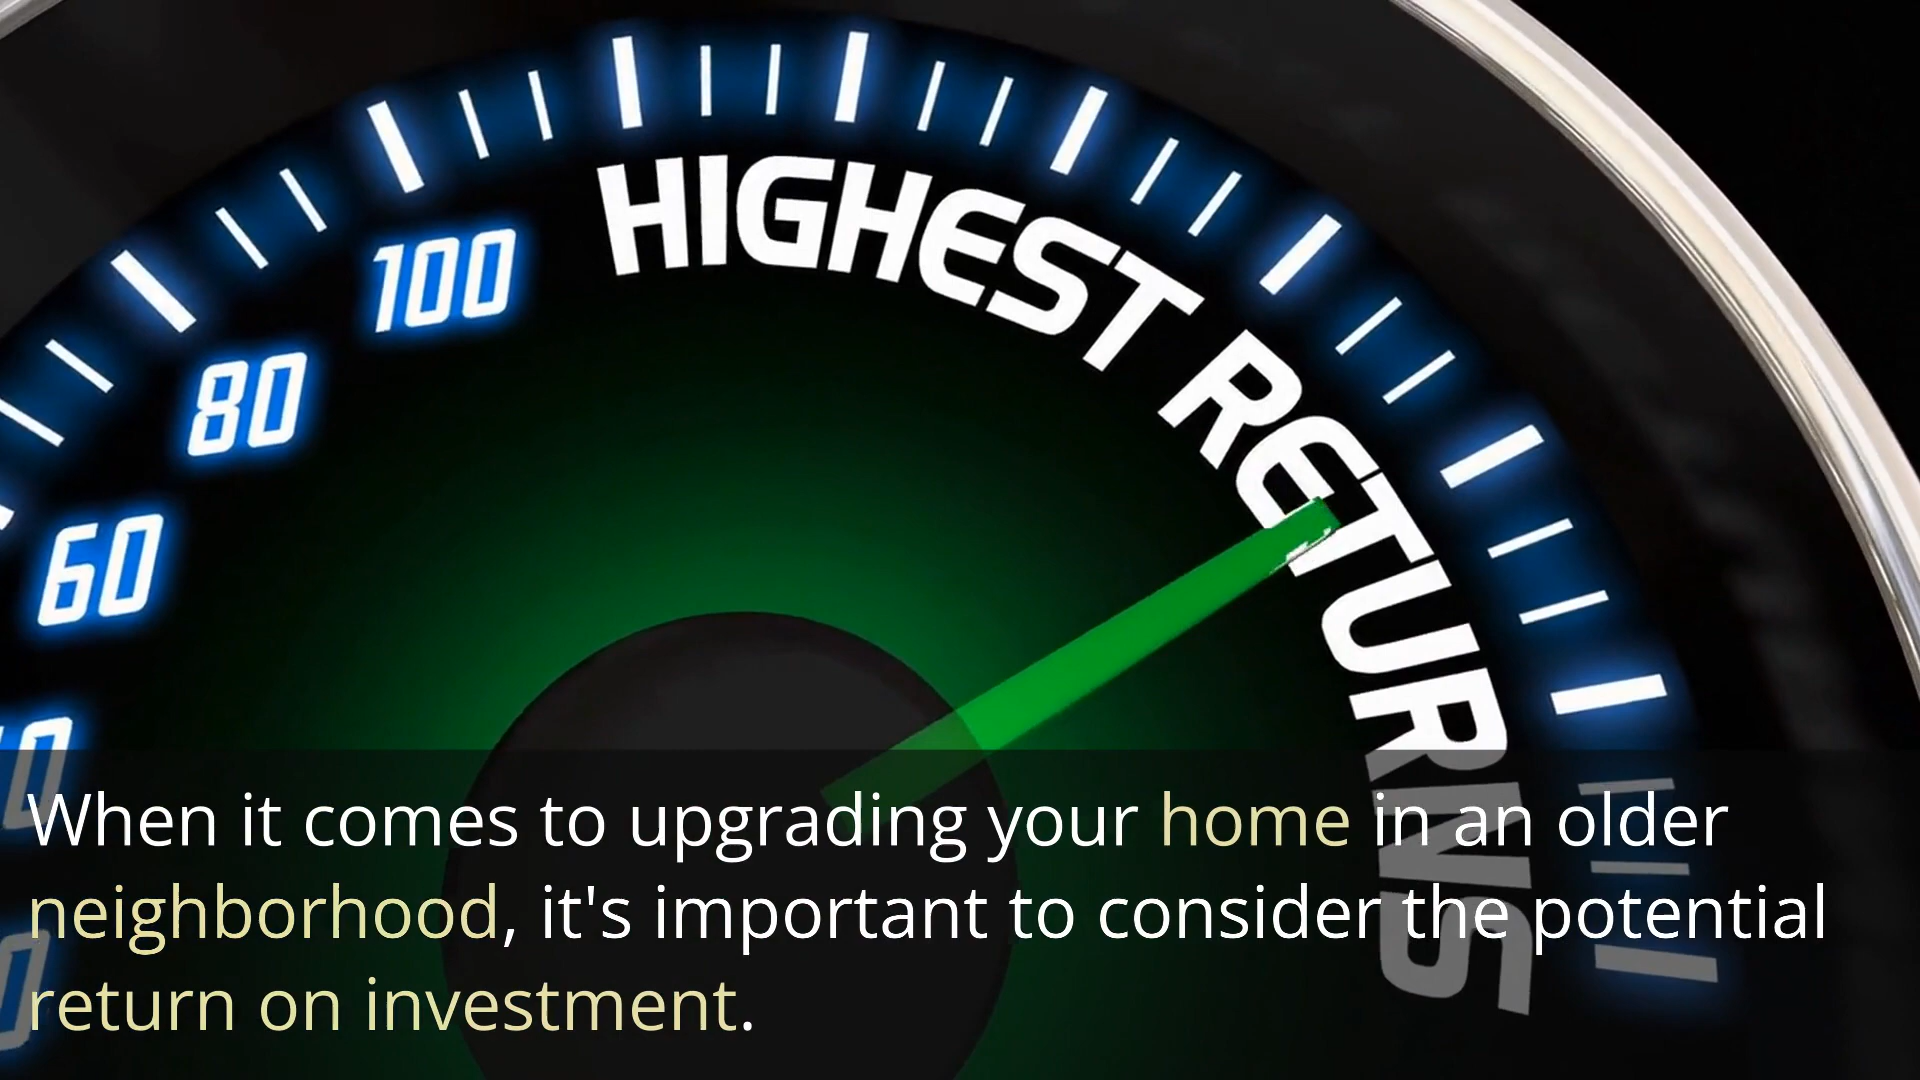 HIGHEST RETURNS
100
80
60
When it comes to upgrading your home in an older
neighborhood, it's important to consider the potential
return on investment.